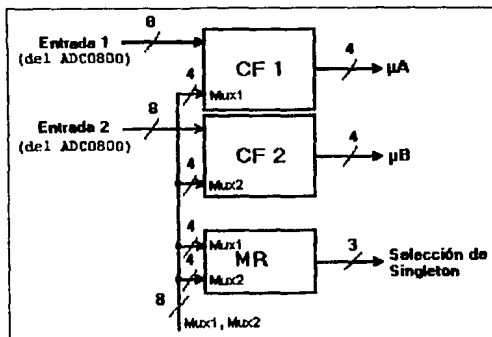 8
Entrada 1
(del ADC0800)
CF 1
4
µA
4
Mux1
8
Entrada 2
(del ADC0800)
CF 2
4
µB
4
Mux2
4
Mux1
MR
3
Selección de
Singleton
4
Mux2
8
Mux1, Mux2